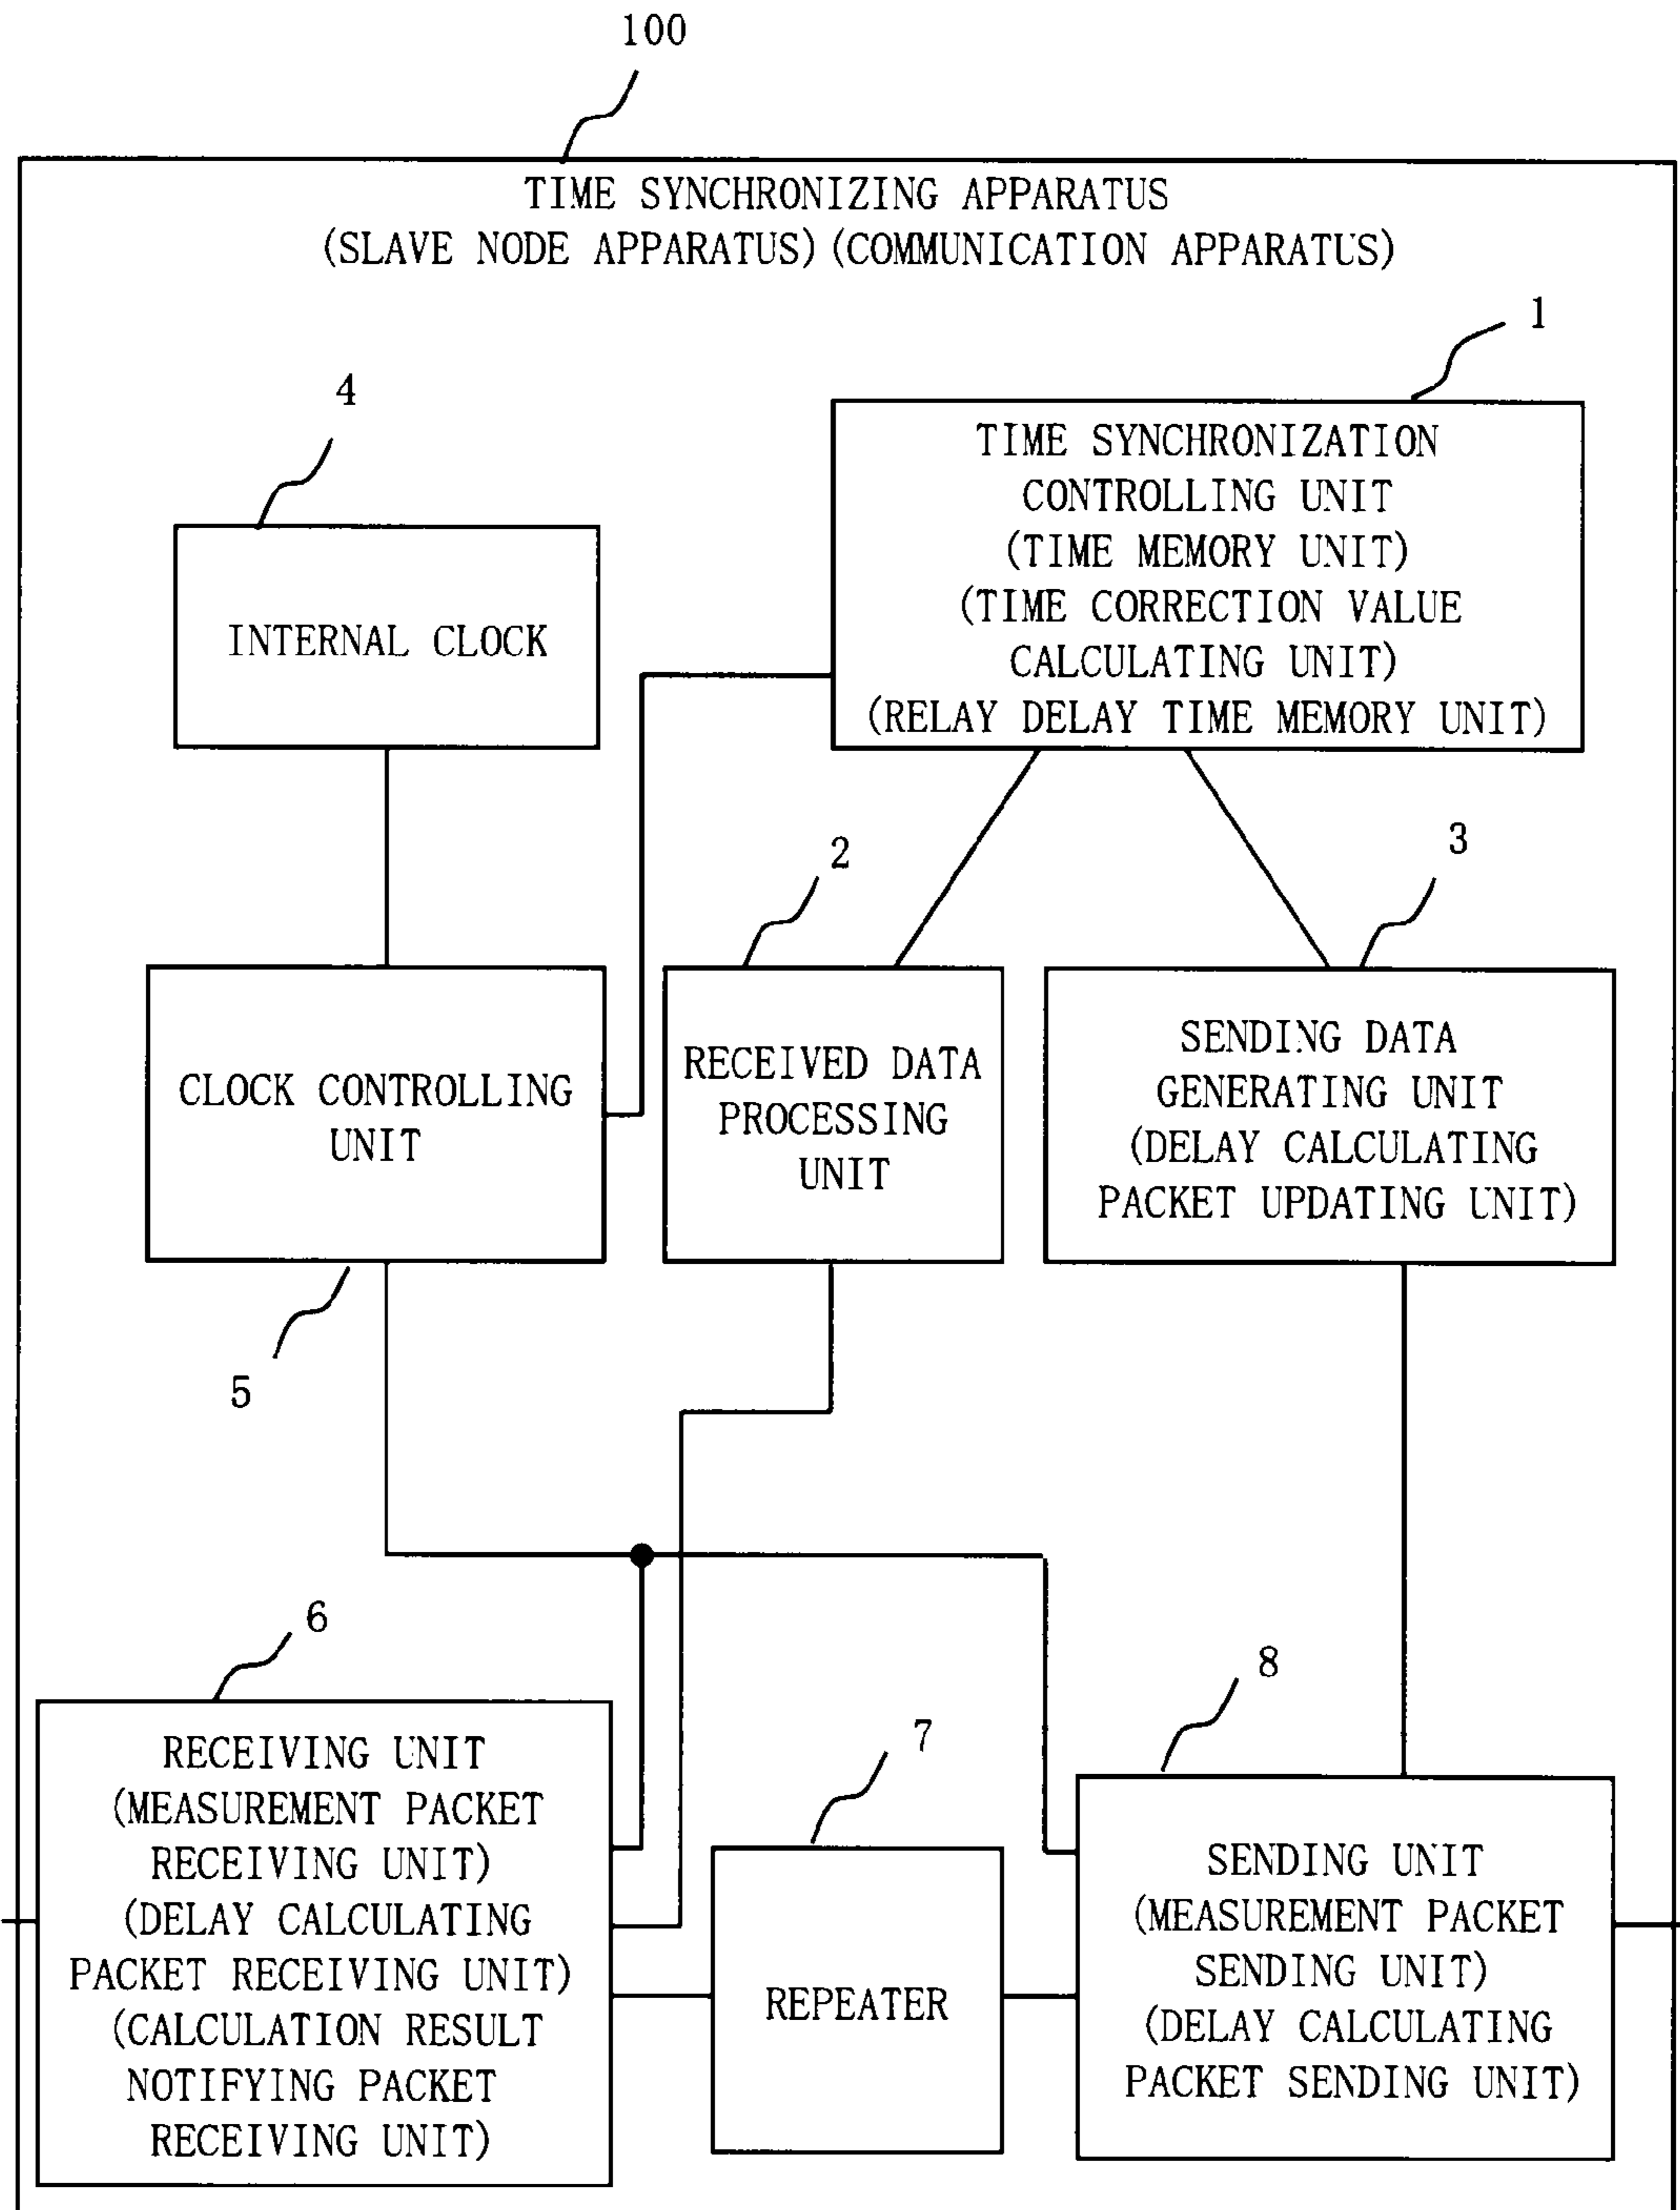 100
TIME SYNCHRONIZING APPARATUS
(SLAVE NODE APPARATUS) (COMMUNICATION APPARATUS)
1
TIME SYNCHRONIZATION
CONTROLLING UNIT
(TIME MEMORY UNIT)
(TIME CORRECTION VALUE
CALCULATING UNIT)
(RELAY DELAY TIME MEMORY UNIT)
4
INTERNAL CLOCK
2
3
CLOCK CONTROLLING
UNIT
RECEIVED DATA
PROCESSING
UNIT
SENDING DATA
GENERATING UNIT
(DELAY CALCULATING
PACKET UPDATING UNIT)
5
6
RECEIVING UNIT
(MEASUREMENT PACKET
RECEIVING UNIT)
(DELAY CALCULATING
PACKET RECEIVING UNIT)
(CALCULATION RESULT
NOTIFYING PACKET
RECEIVING UNIT)
7
REPEATER
8
SENDING UNIT
(MEASUREMENT PACKET
SENDING UNIT)
(DELAY CALCULATING
PACKET SENDING UNIT)